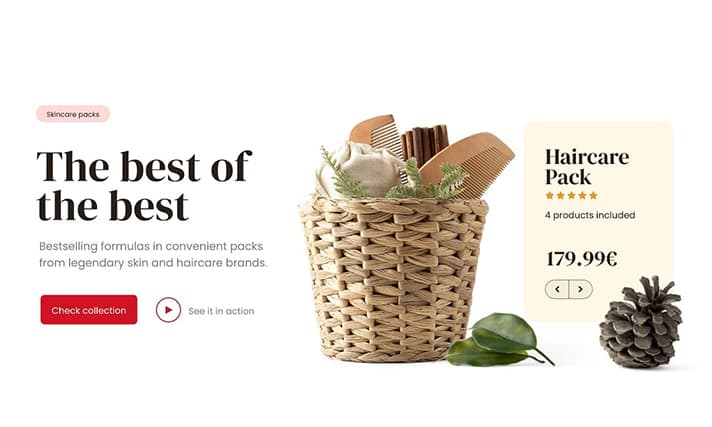 Skincare packs
The best of
the best
Bestselling formulas in convenient packs
from legendary skin and haircare brands.
Check collection
See it in action
Haircare
Pack
4 products included
179.99€